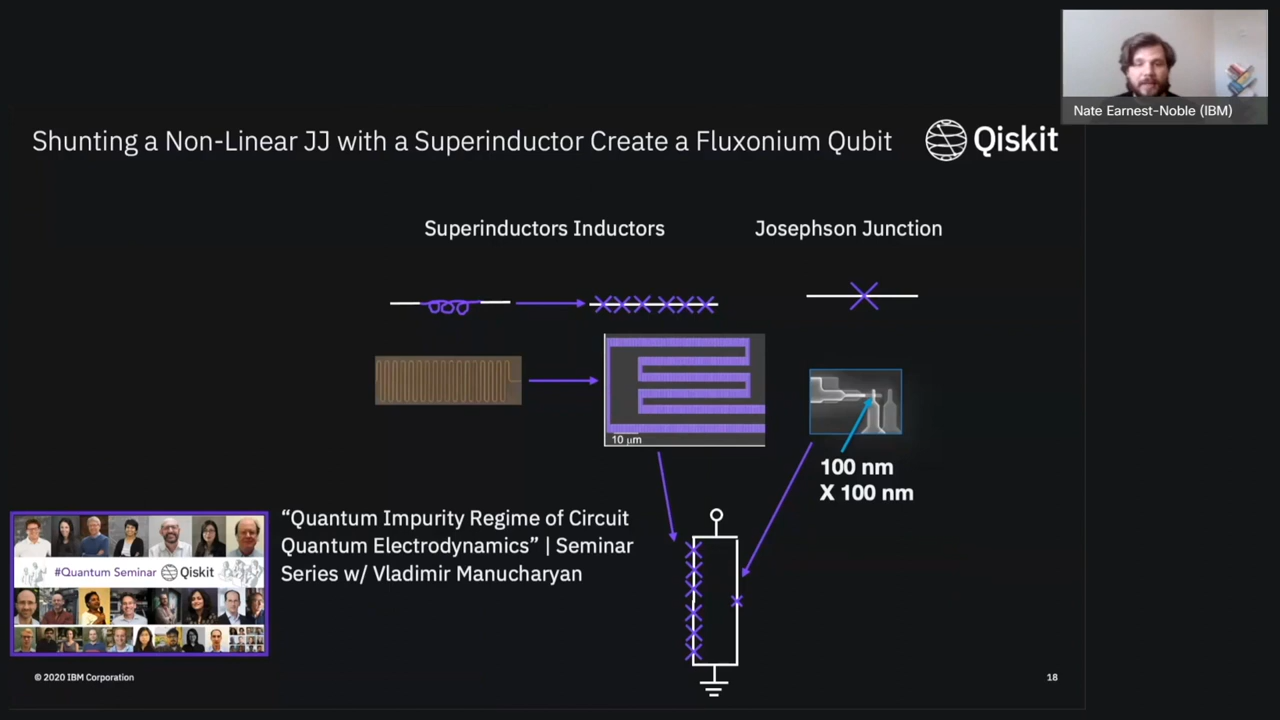 Nate Earnest-Noble (IBM)
Shunting a Non-Linear JJ with a Superinductor Create a Fluxonium Qubit
Qiskit
Superinductors Inductors
Josephson Junction
10 µm
100 nm
X 100 nm
“Quantum Impurity Regime of Circuit
Quantum Electrodynamics” | Seminar
Series w/ Vladimir Manucharyan
#Quantum Seminar Qiskit
© 2020 IBM Corporation
18